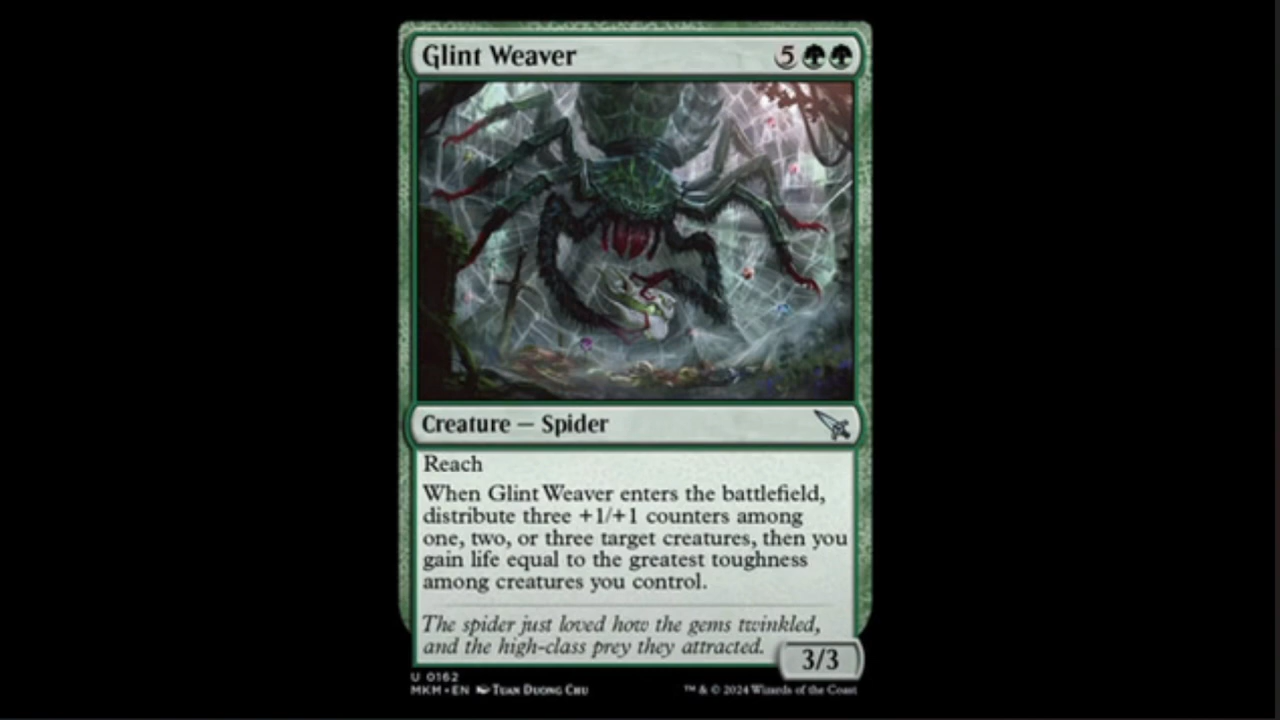 Glint Weaver 5
Creature — Spider
Reach
When Glint Weaver enters the battlefield,
distribute three +1/+1 counters among
one, two, or three target creatures, then you
gain life equal to the greatest toughness
among creatures you control.
The spider just loved how the gems twinkled,
and the high-class prey they attracted.
3/3
U 0162
MKM • EN Tuan Duong Chu
™ & © 2024 Wizards of the Coast